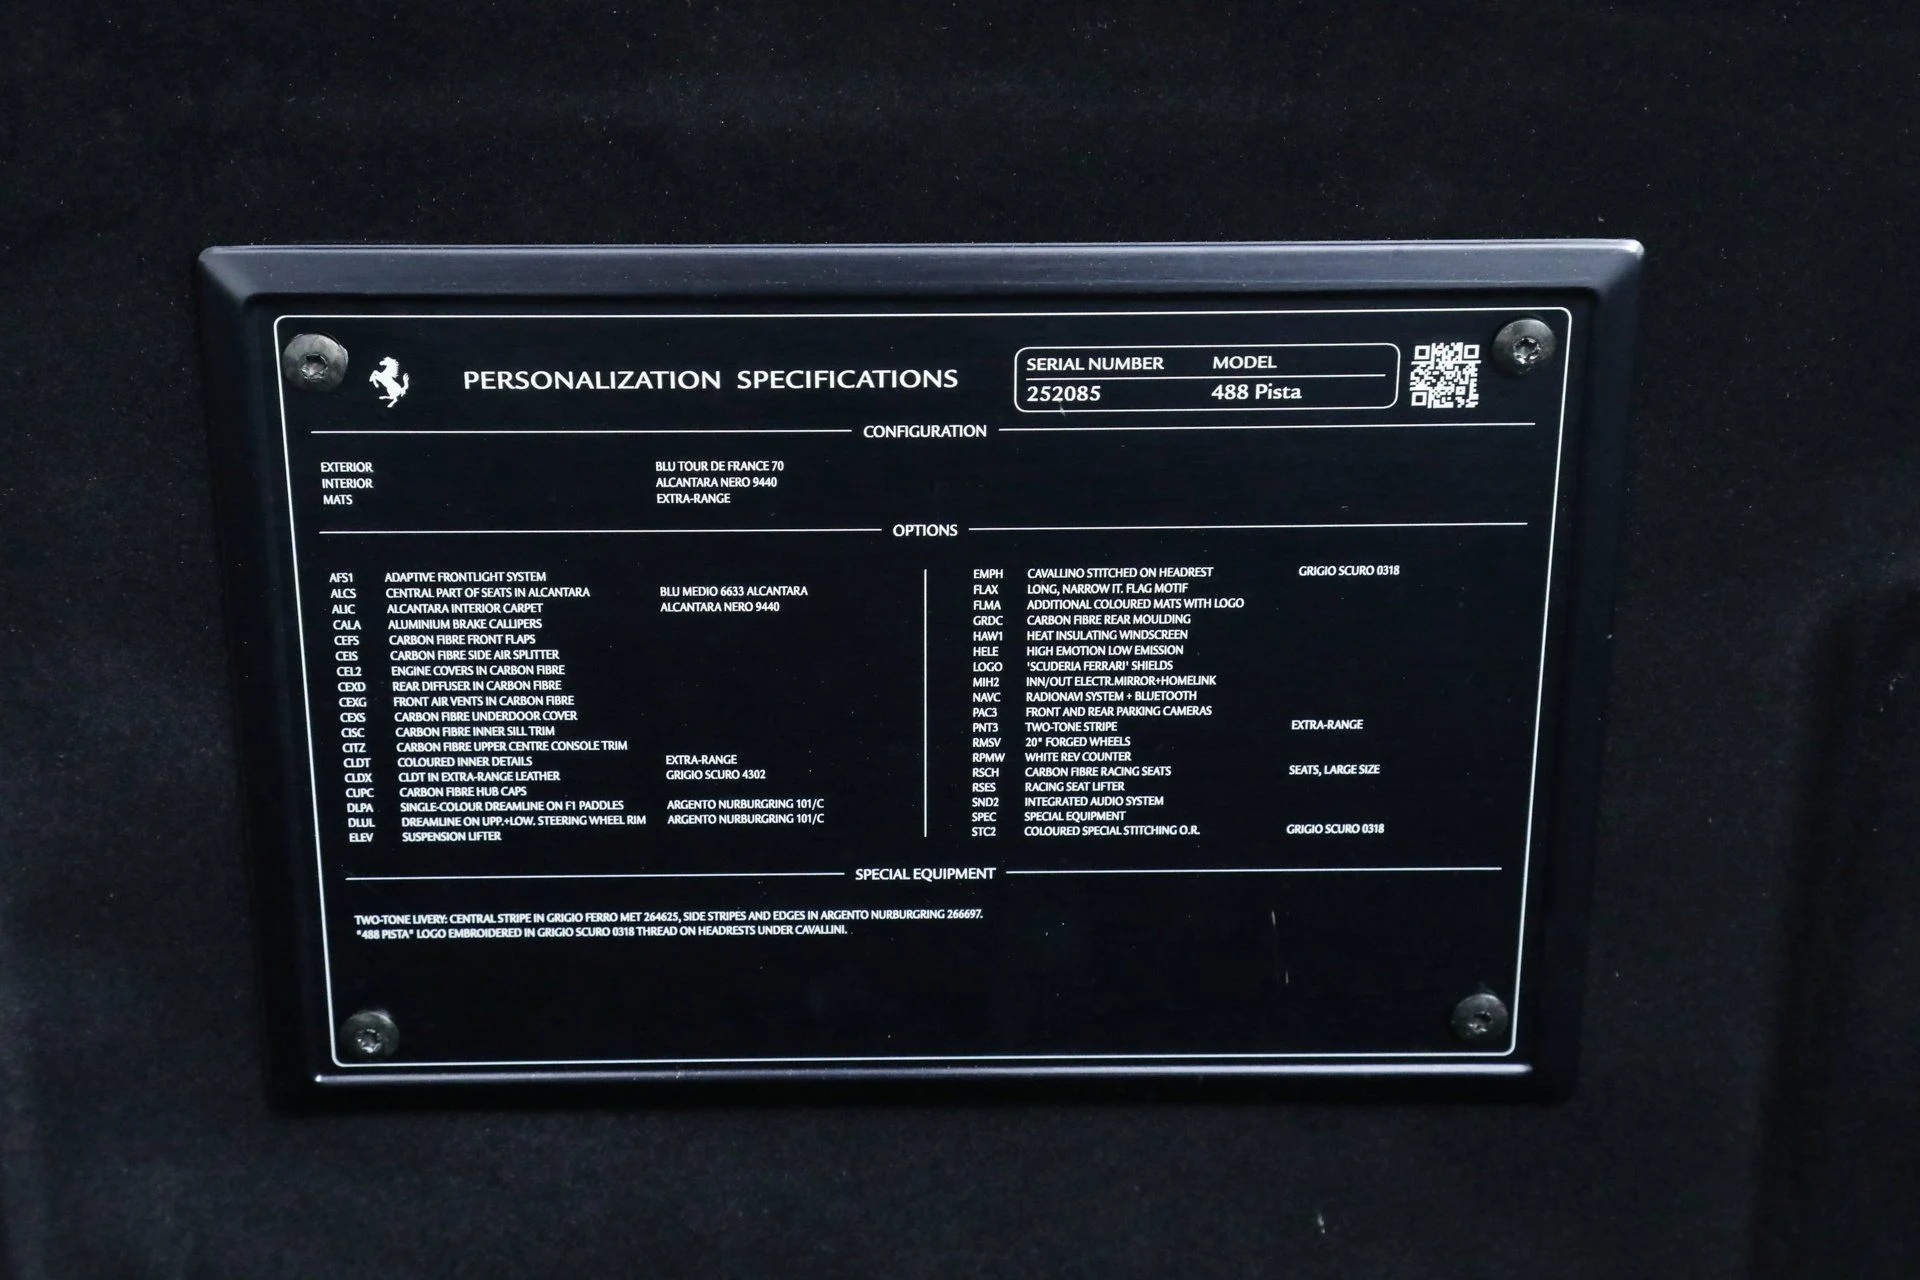 PERSONALIZATION SPECIFICATIONS
SERIAL NUMBER MODEL
252085 488 Pista
CONFIGURATION
EXTERIOR BLU TOUR DE FRANCE 70
INTERIOR ALCANTARA NERO 9440
MATS EXTRA-RANGE
OPTIONS
AFS1 ADAPTIVE FRONTLIGHT SYSTEM
ALCS CENTRAL PART OF SEATS IN ALCANTARA BLU MEDIO 6633 ALCANTARA
ALIC ALCANTARA INTERIOR CARPET ALCANTARA NERO 9440
CALA ALUMINIUM BRAKE CALLIPERS
CEFS CARBON FIBRE FRONT FLAPS
CEIS CARBON FIBRE SIDE AIR SPLITTER
CEL2 ENGINE COVERS IN CARBON FIBRE
CEXD REAR DIFFUSER IN CARBON FIBRE
CEXG FRONT AIR VENTS IN CARBON FIBRE
CEXS CARBON FIBRE UNDERDOOR COVER
CISC CARBON FIBRE INNER SILL TRIM
CITZ CARBON FIBRE UPPER CENTRE CONSOLE TRIM
CLDT COLOURED INNER DETAILS EXTRA-RANGE
CLDX CLDT IN EXTRA-RANGE LEATHER GRIGIO SCURO 4302
CUPC CARBON FIBRE HUB CAPS
DLPA SINGLE-COLOUR DREAMLINE ON F1 PADDLES ARGENTO NURBURGRING 101/C
DLUL DREAMLINE ON UPP.+LOW. STEERING WHEEL RIM ARGENTO NURBURGRING 101/C
ELEV SUSPENSION LIFTER
EMPH CAVALLINO STITCHED ON HEADREST GRIGIO SCURO 0318
FLAX LONG, NARROW IT. FLAG MOTIF
FLMA ADDITIONAL COLOURED MATS WITH LOGO
GRDC CARBON FIBRE REAR MOULDING
HAW1 HEAT INSULATING WINDSCREEN
HELE HIGH EMOTION LOW EMISSION
LOGO 'SCUDERIA FERRARI' SHIELDS
MIH2 INN/OUT ELECTR.MIRROR+HOMELINK
NAVC RADIONAVI SYSTEM + BLUETOOTH
PAC3 FRONT AND REAR PARKING CAMERAS
PNT3 TWO-TONE STRIPE EXTRA-RANGE
RMSV 20" FORGED WHEELS
RPMW WHITE REV COUNTER
RSCH CARBON FIBRE RACING SEATS SEATS, LARGE SIZE
RSES RACING SEAT LIFTER
SND2 INTEGRATED AUDIO SYSTEM
SPEC SPECIAL EQUIPMENT
STC2 COLOURED SPECIAL STITCHING O.R. GRIGIO SCURO 0318
SPECIAL EQUIPMENT
TWO-TONE LIVERY: CENTRAL STRIPE IN GRIGIO FERRO MET 264625, SIDE STRIPES AND EDGES IN ARGENTO NURBURGRING 266697.
"488 PISTA" LOGO EMBROIDERED IN GRIGIO SCURO 0318 THREAD ON HEADRESTS UNDER CAVALLINI.